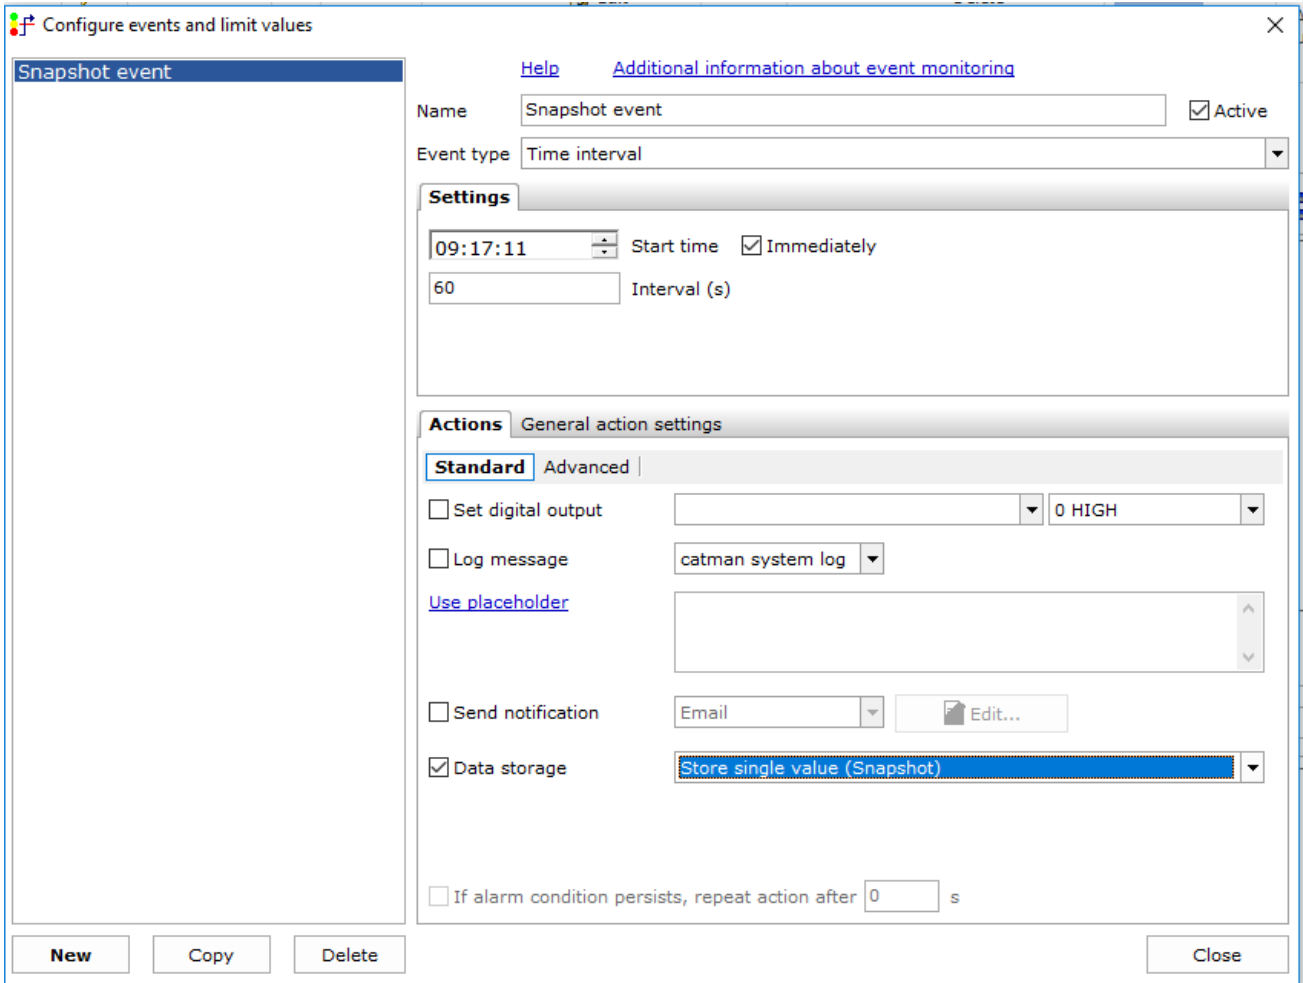 Configure events and limit values
Snapshot event
Help Additional information about event monitoring
Name Snapshot event Active
Event type Time interval
Settings
09:17:11 Start time Immediately
60 Interval (s)
Actions General action settings
Standard Advanced
Set digital output 0 HIGH
Log message catman system log
Use placeholder
Send notification Email Edit...
Data storage Store single value (Snapshot)
If alarm condition persists, repeat action after 0 s
New Copy Delete Close